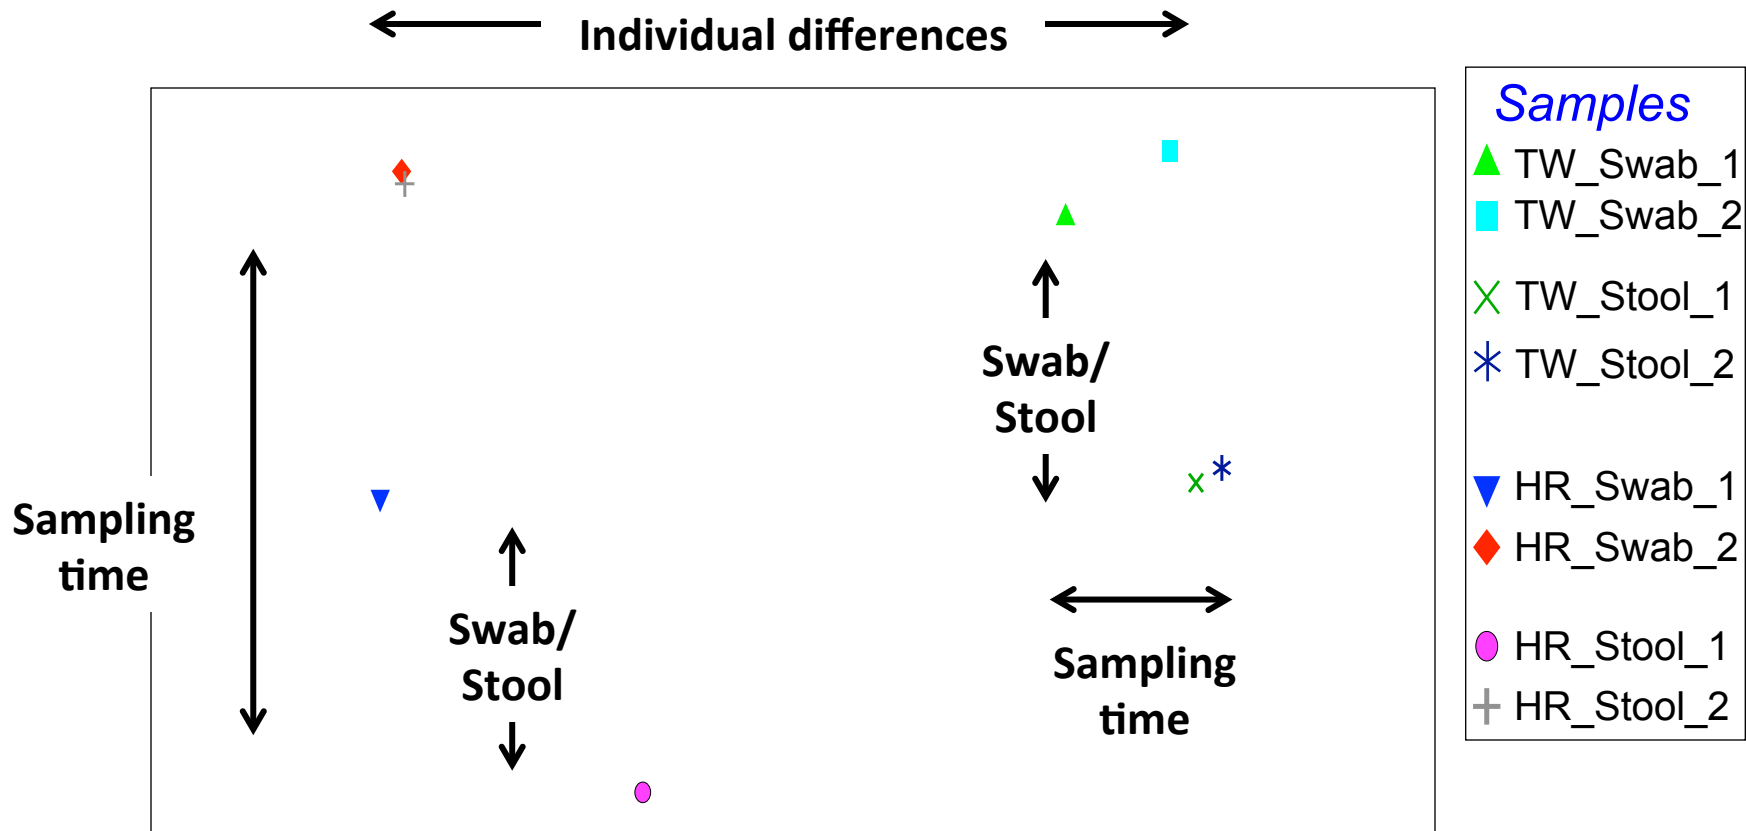 Individual differences
Samples
TW_Swab_1
TW_Swab_2
TW_Stool_1
TW_Stool_2
HR_Swab_1
HR_Swab_2
HR_Stool_1
HR_Stool_2
Swab/
Stool
Sampling
time
Swab/
Stool
Sampling
time